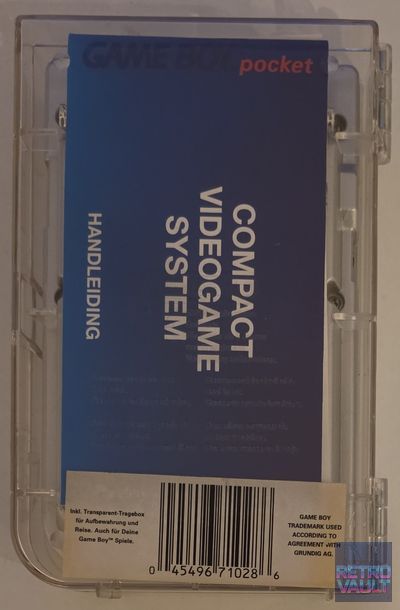 GAME BOY pocket
COMPACT
VIDEOGAME
SYSTEM
HANDLEIDING
Inkl. Transparent-Tragebox
für Aufbewahrung und
Reise. Auch für Deine
Game Boy™ Spiele.
0 45496 71028 6
GAME BOY
TRADEMARK USED
ACCORDING TO
AGREEMENT WITH
GRUNDIG AG.
RETRO
VAULT